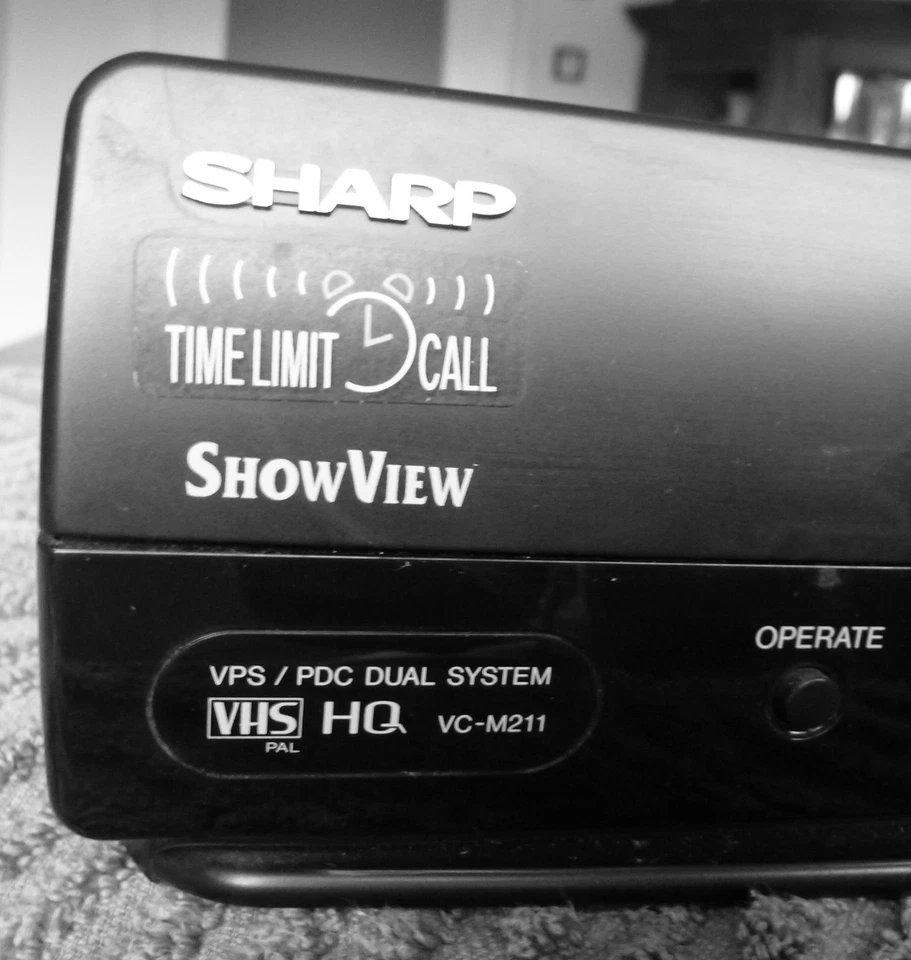 SHARP
TIME LIMIT CALL
SHOWVIEW
OPERATE
VPS / PDC DUAL SYSTEM
VHS HQ VC-M211
PAL